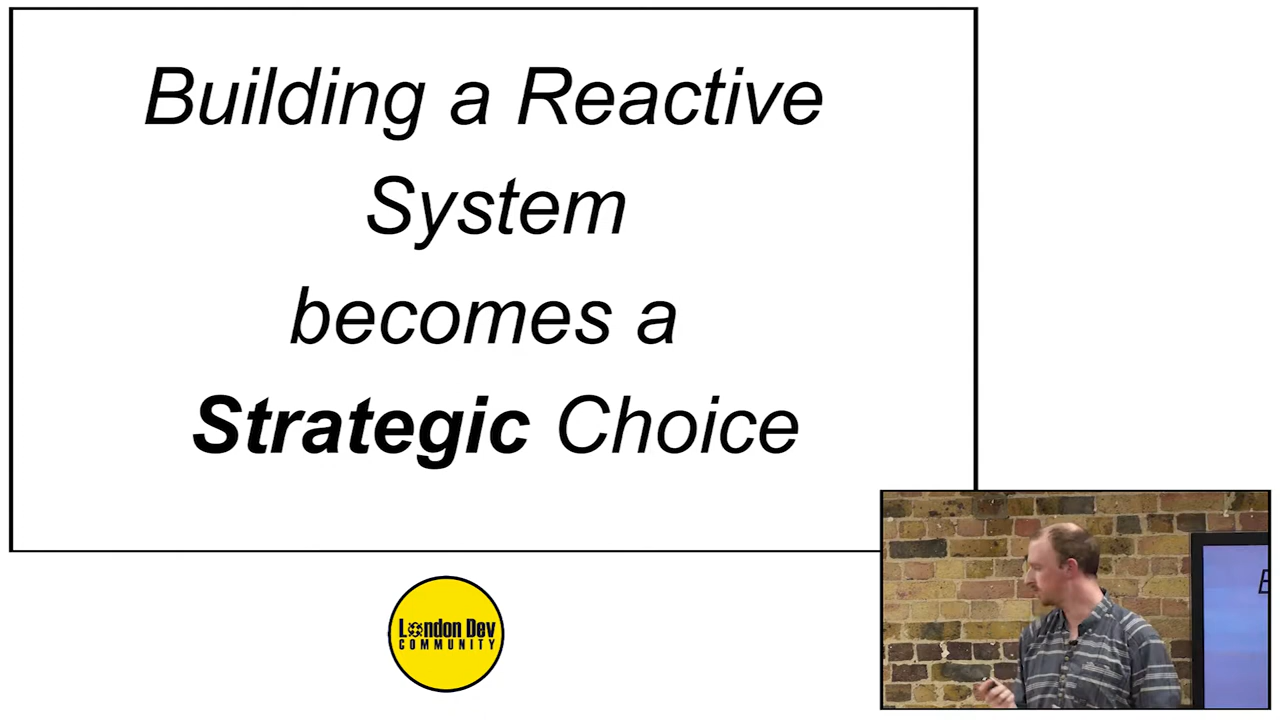 Building a Reactive
System
becomes a
Strategic Choice
London Dev
COMMUNITY